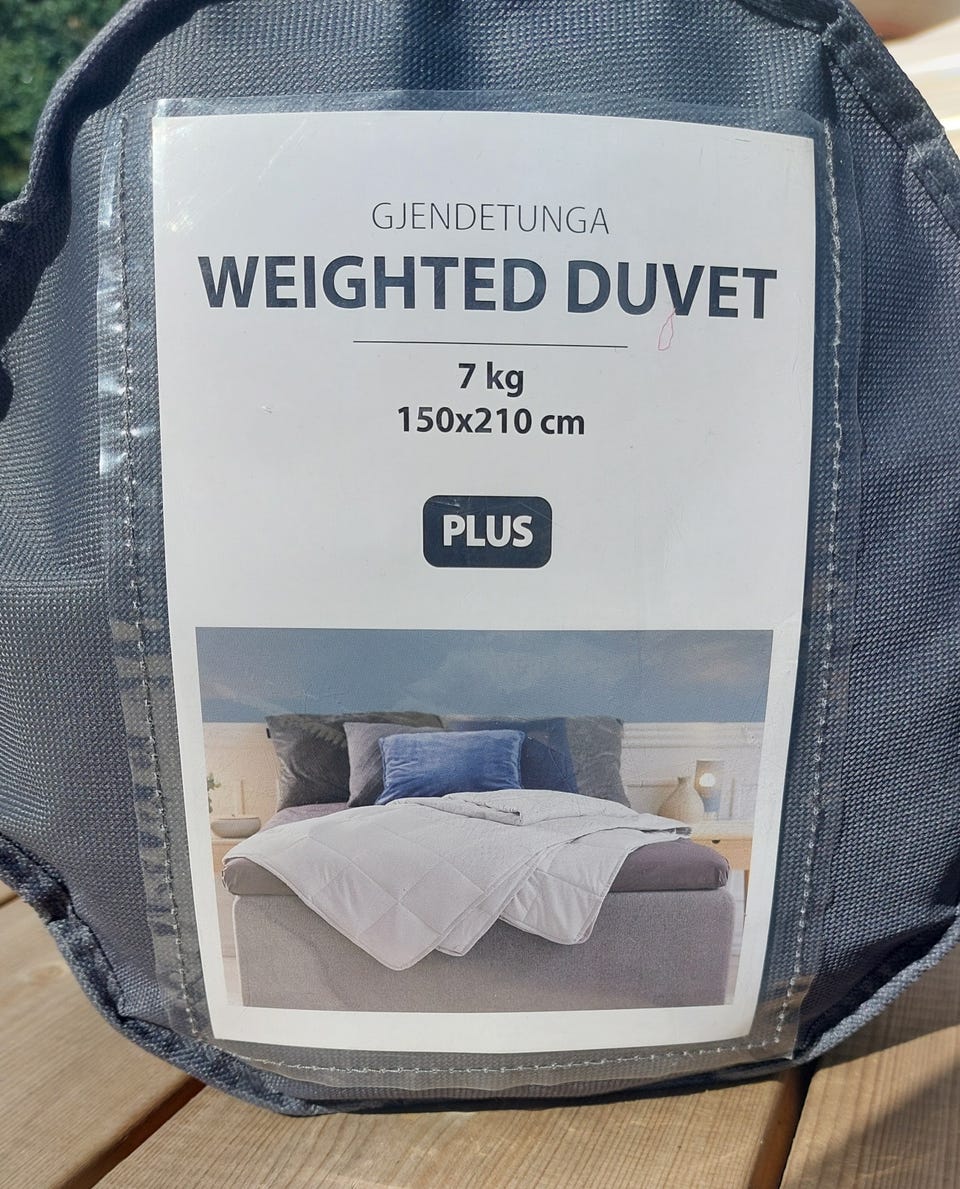 GJENDETUNGA
WEIGHTED DUVET
7 kg
150x210 cm
PLUS